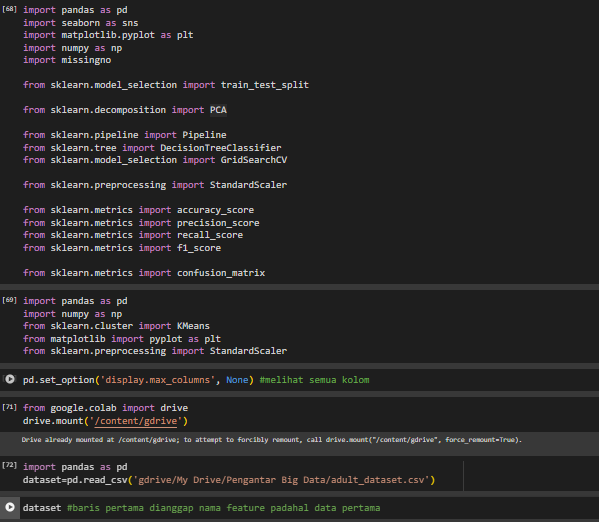 [68] import pandas as pd
import seaborn as sns
import matplotlib.pyplot as plt
import numpy as np
import missingno
from sklearn.model_selection import train_test_split
from sklearn.decomposition import PCA
from sklearn.pipeline import Pipeline
from sklearn.tree import DecisionTreeClassifier
from sklearn.model_selection import GridSearchCV
from sklearn.preprocessing import StandardScaler
from sklearn.metrics import accuracy_score
from sklearn.metrics import precision_score
from sklearn.metrics import recall_score
from sklearn.metrics import f1_score
from sklearn.metrics import confusion_matrix
[69] import pandas as pd
import numpy as np
from sklearn.cluster import KMeans
from matplotlib import pyplot as plt
from sklearn.preprocessing import StandardScaler
pd.set_option('display.max_columns', None) #melihat semua kolom
[71] from google.colab import drive
drive.mount('/content/gdrive')
Drive already mounted at /content/gdrive; to attempt to forcibly remount, call drive.mount("/content/gdrive", force_remount=True).
[72] import pandas as pd
dataset=pd.read_csv('gdrive/My Drive/Pengantar Big Data/adult_dataset.csv')
dataset #baris pertama dianggap nama feature padahal data pertama